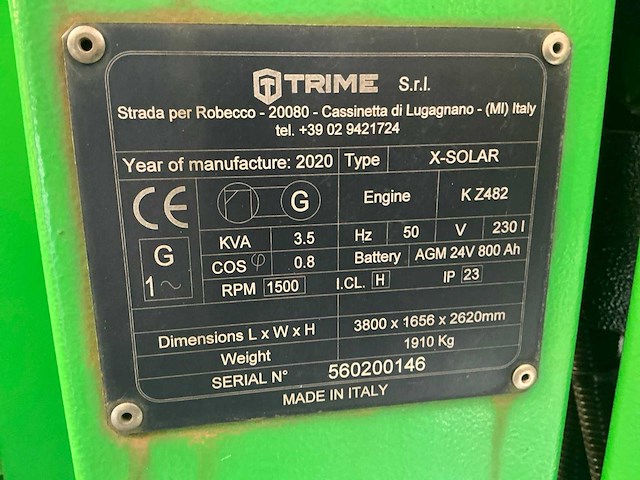 TRIME S.r.l.
Strada per Robecco - 20080 - Cassinetta di Lugagnano - (MI) Italy
tel. +39 02 9421724
Year of manufacture: 2020 Type X-SOLAR
CE G Engine K Z482
KVA 3.5 Hz 50 V 230 I
G COS φ 0.8 Battery AGM 24V 800 Ah
1~ RPM 1500 I.CL. H IP 23
Dimensions L x W x H 3800 x 1656 x 2620mm
Weight 1910 Kg
SERIAL N° 560200146
MADE IN ITALY